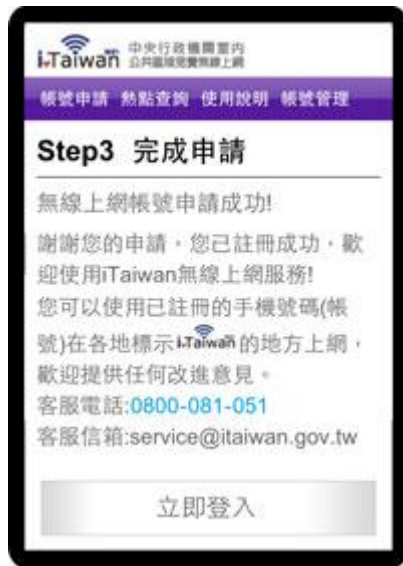 iTaiwan 中央行政機關室內
公共區域免費無線上網
帳號申請 熱點查詢 使用說明 帳號管理
Step3 完成申請
無線上網帳號申請成功!
謝謝您的申請，您已註冊成功，歡
迎使用iTaiwan無線上網服務!
您可以使用已註冊的手機號碼(帳
號)在各地標示iTaiwan的地方上網，
歡迎提供任何改進意見。
客服電話:0800-081-051
客服信箱:service@itaiwan.gov.tw
立即登入